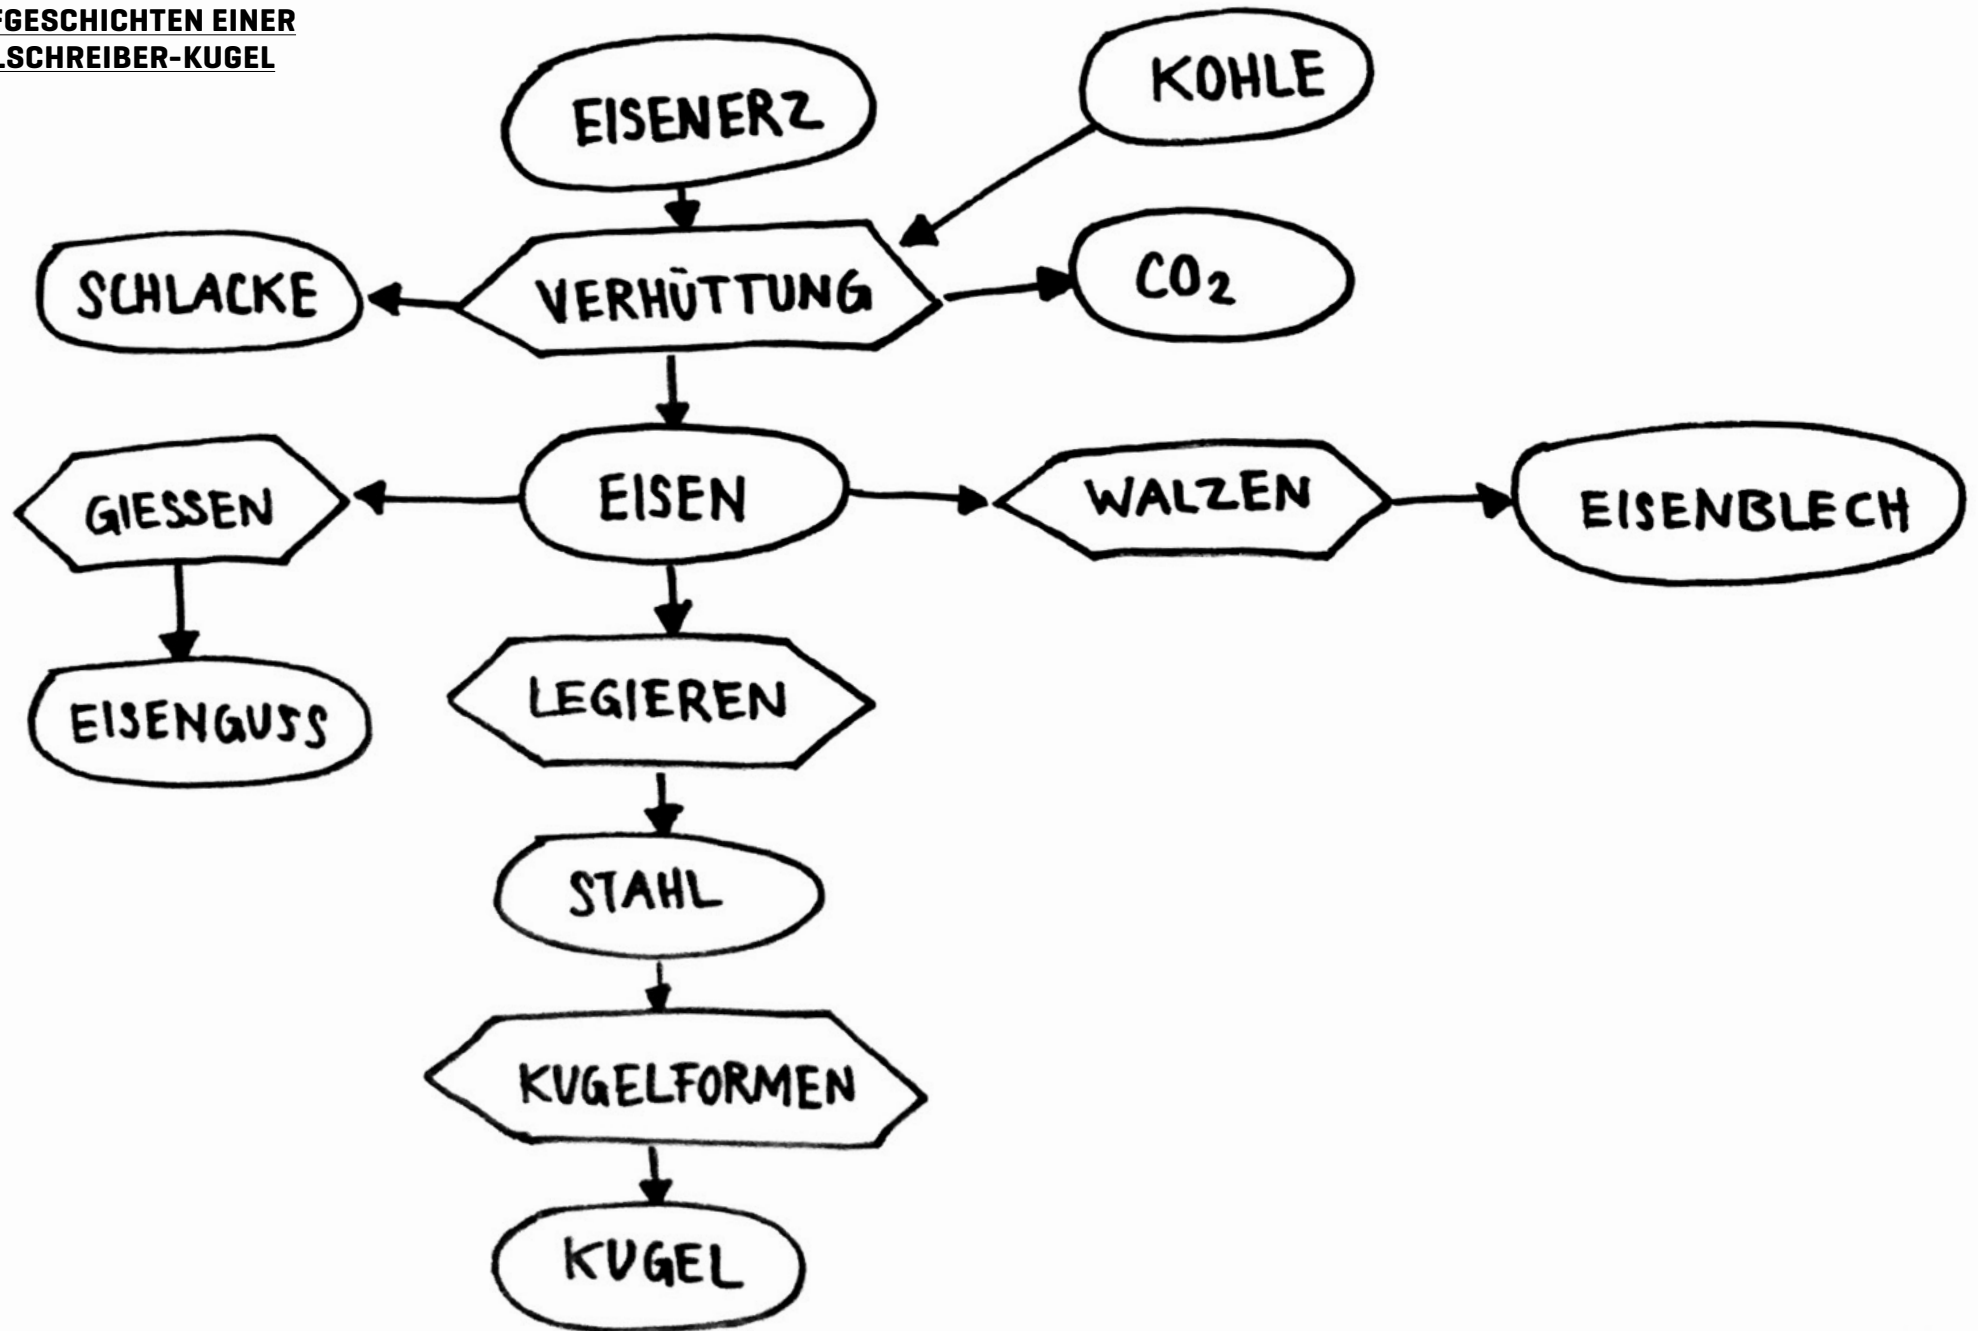 FGESCHICHTEN EINER
LSCHREIBER-KUGEL
EISENERZ
KOHLE
SCHLACKE
VERHÜTTUNG
CO2
GIESSEN
EISEN
WALZEN
EISENBLECH
EISENGUSS
LEGIEREN
STAHL
KUGELFORMEN
KUGEL